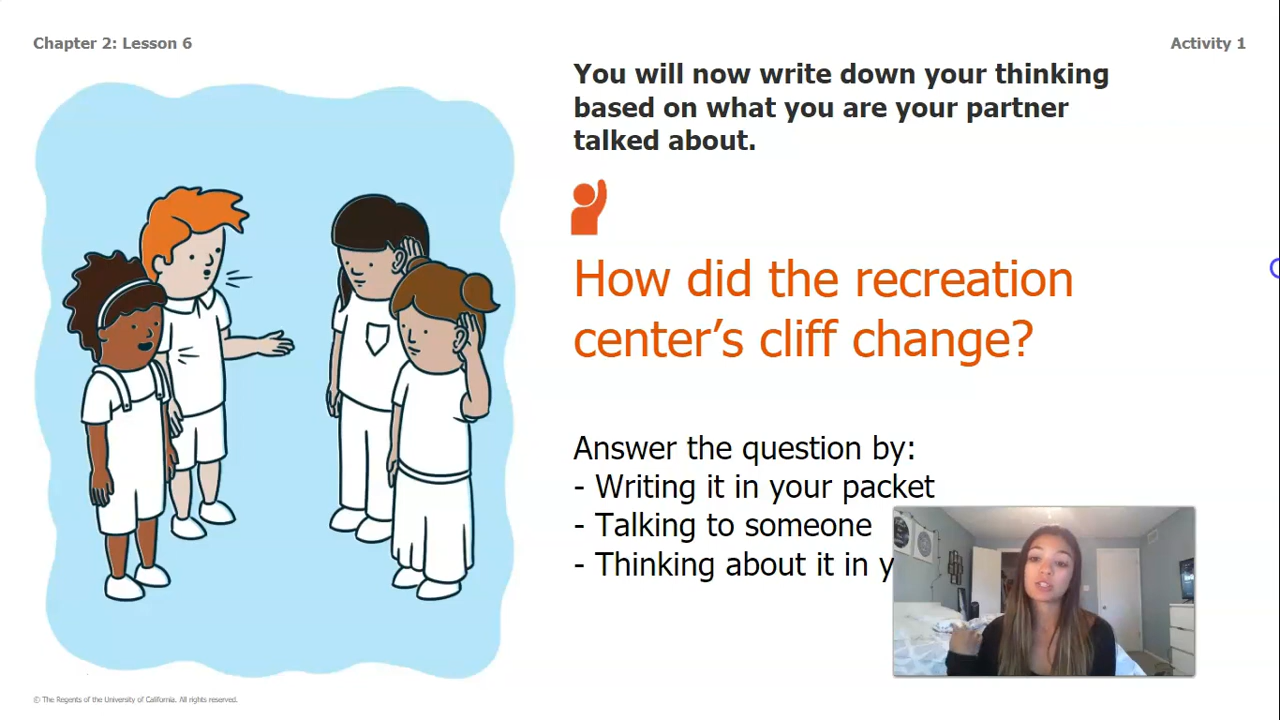 Chapter 2: Lesson 6
Activity 1
You will now write down your thinking
based on what you are your partner
talked about.
How did the recreation
center’s cliff change?
Answer the question by:
- Writing it in your packet
- Talking to someone
- Thinking about it in y
© The Regents of the University of California. All rights reserved.